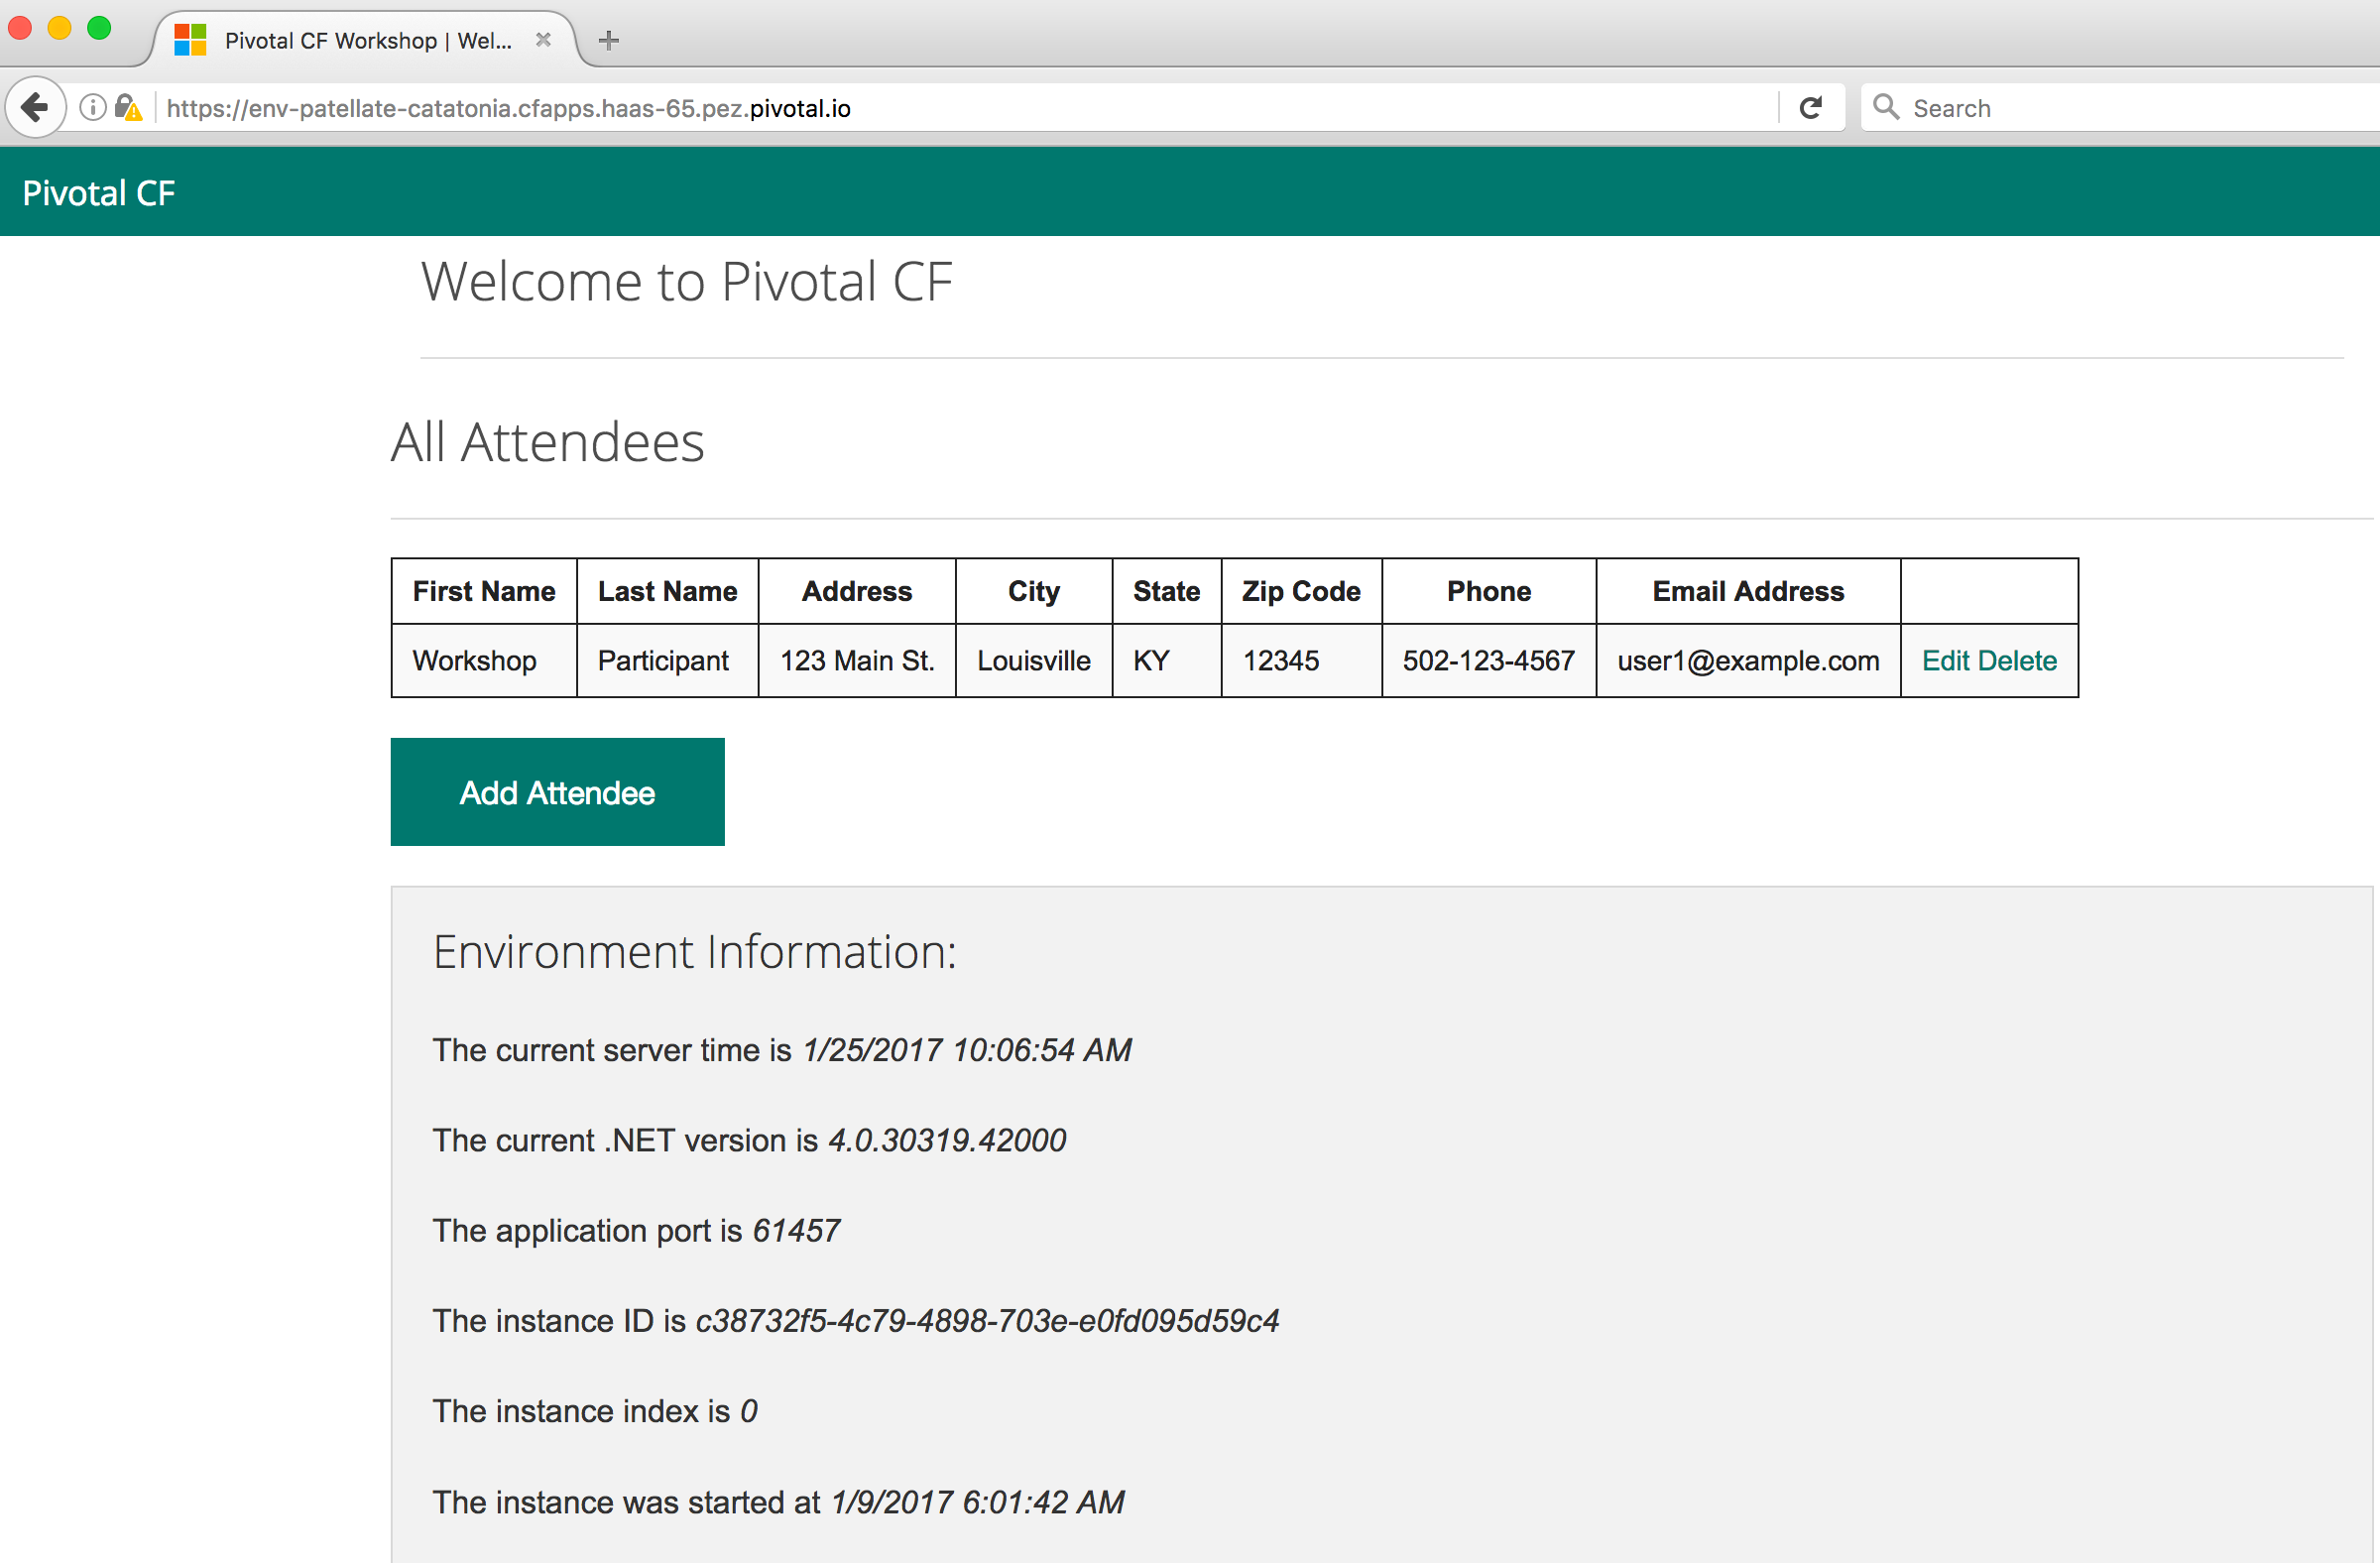 Pivotal CF Workshop | Wel...
https://env-patellate-catatonia.cfapps.haas-65.pez.pivotal.io
Search
Pivotal CF
Welcome to Pivotal CF
All Attendees
First Name Last Name Address City State Zip Code Phone Email Address
Workshop Participant 123 Main St. Louisville KY 12345 502-123-4567 user1@example.com Edit Delete
Add Attendee
Environment Information:
The current server time is 1/25/2017 10:06:54 AM
The current .NET version is 4.0.30319.42000
The application port is 61457
The instance ID is c38732f5-4c79-4898-703e-e0fd095d59c4
The instance index is 0
The instance was started at 1/9/2017 6:01:42 AM